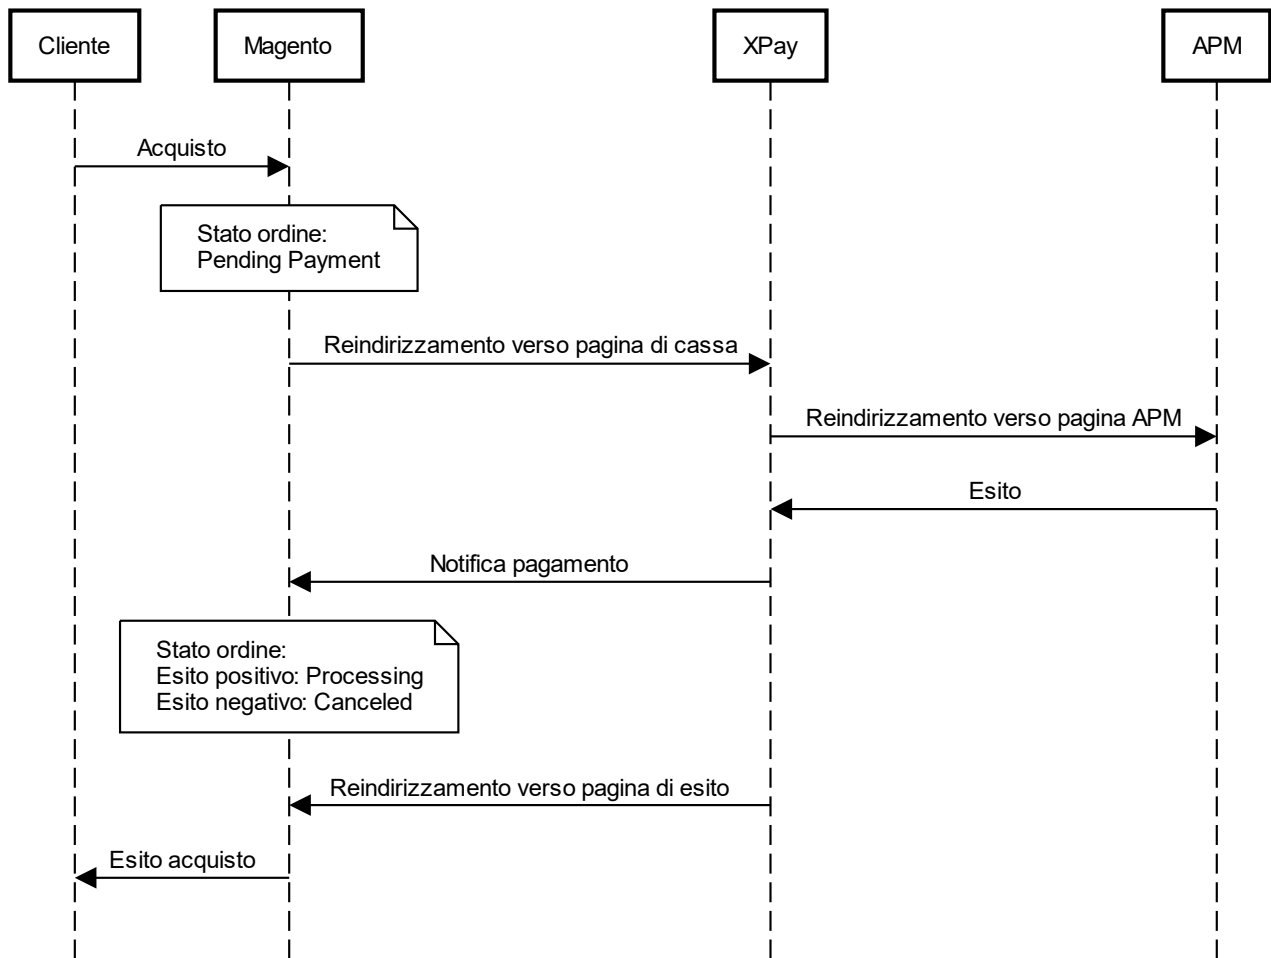 Cliente
Magento
XPay
APM
Acquisto
Stato ordine:
Pending Payment
Reindirizzamento verso pagina di cassa
Reindirizzamento verso pagina APM
Esito
Notifica pagamento
Stato ordine:
Esito positivo: Processing
Esito negativo: Canceled
Reindirizzamento verso pagina di esito
Esito acquisto